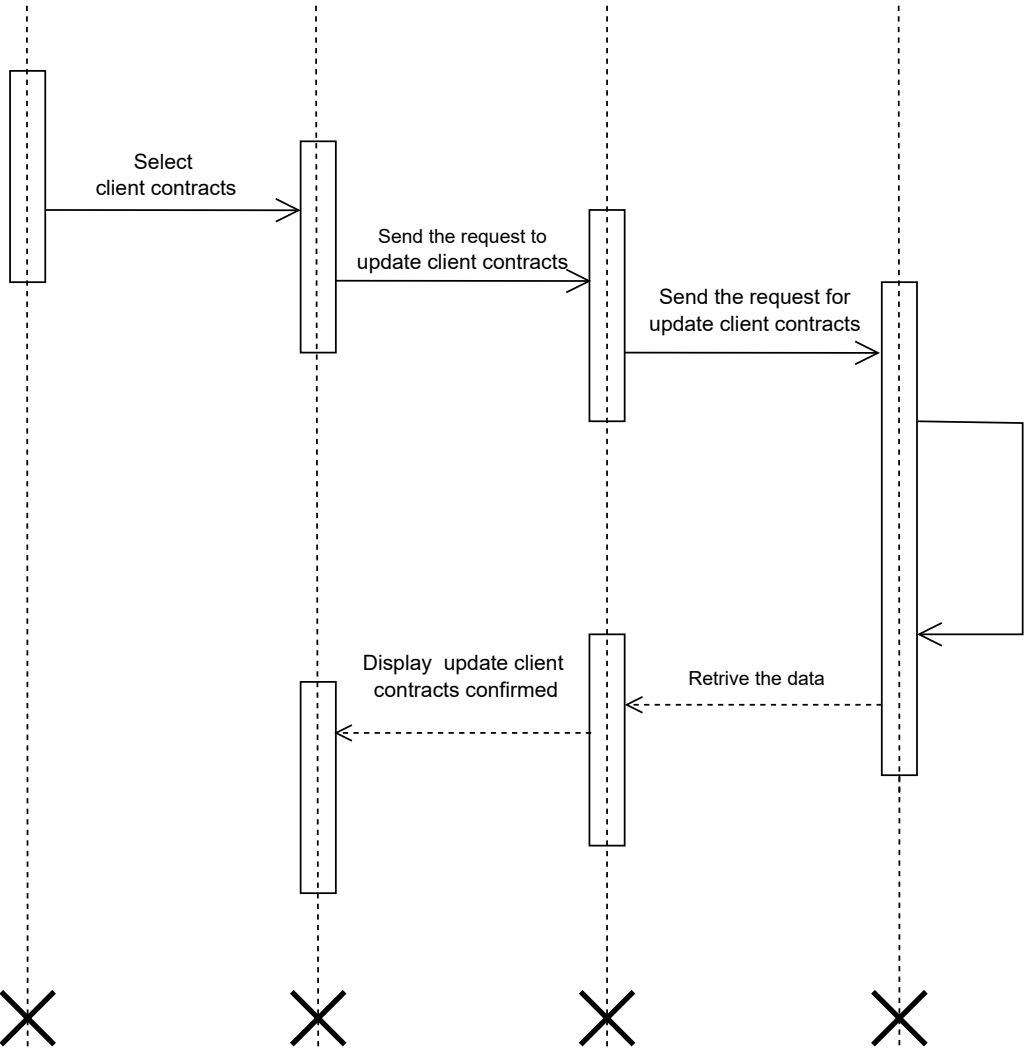 Select
client contracts
Send the request to
update client contracts
Send the request for
update client contracts
Display  update client
contracts confirmed
Retrive the data